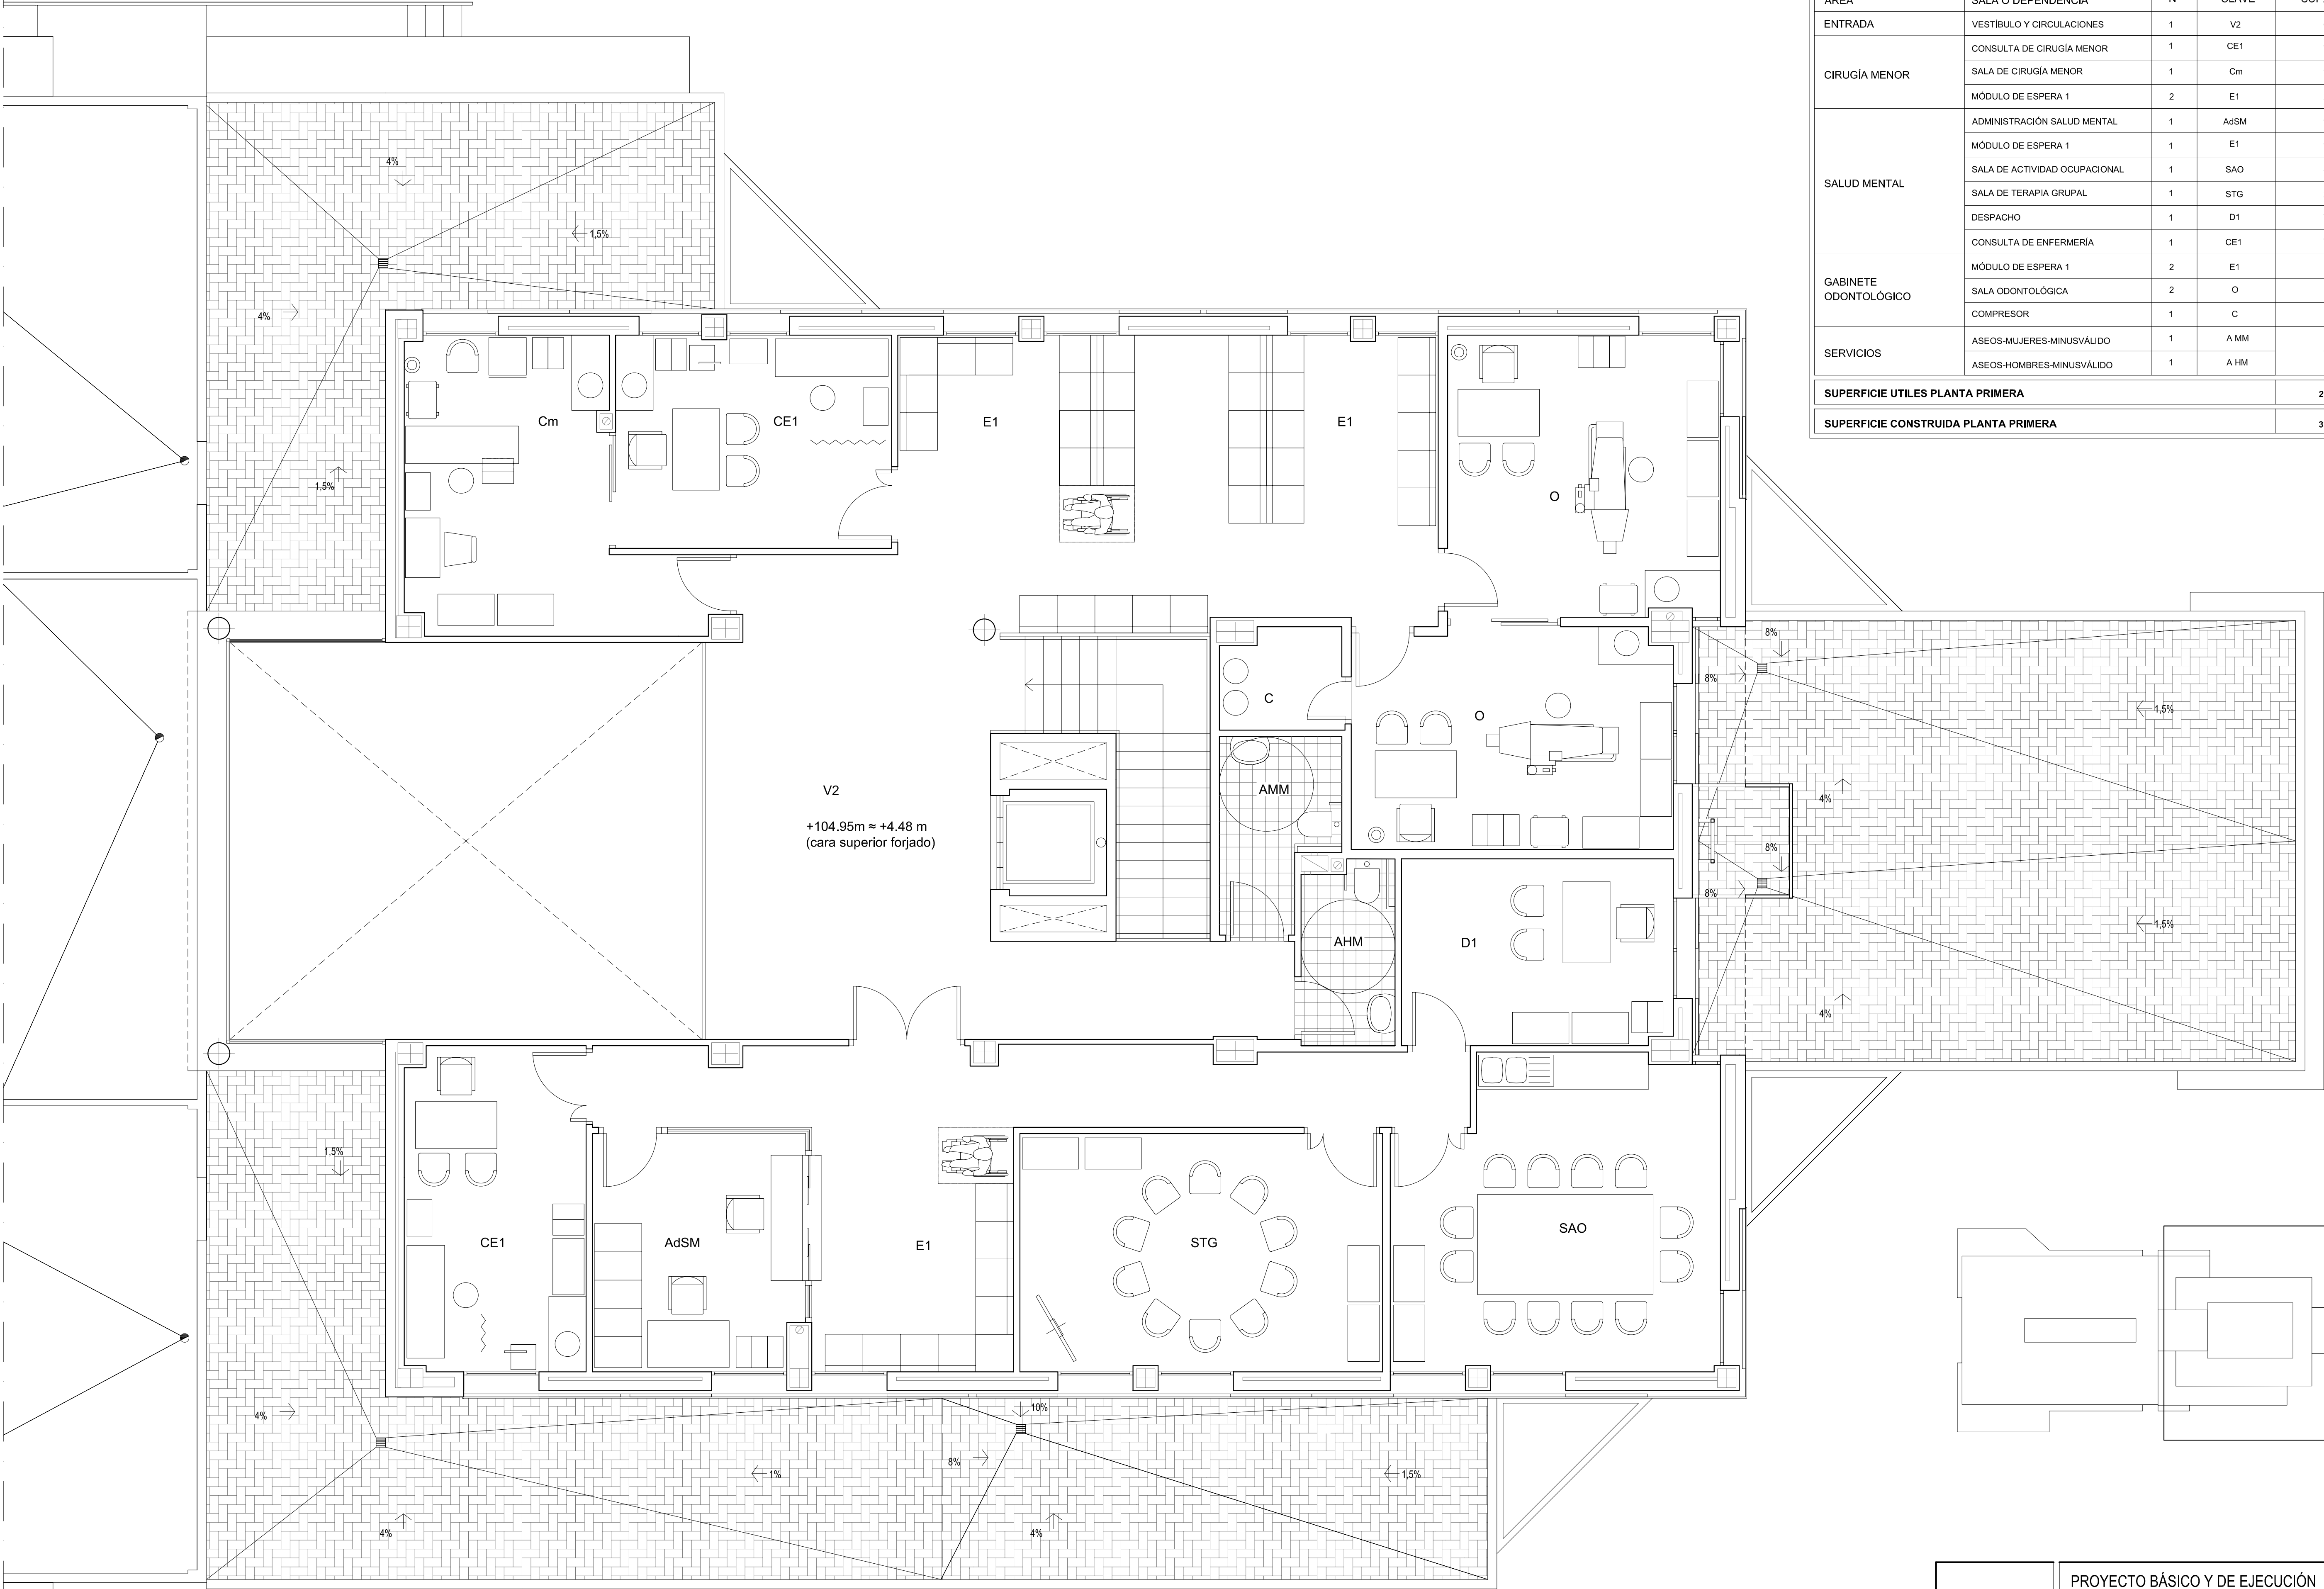 ÁREA SALA O DEPENDENCIA Nº CLAVE
ENTRADA VESTÍBULO Y CIRCULACIONES 1 V2
CIRUGÍA MENOR
CONSULTA DE CIRUGÍA MENOR 1 CE1
SALA DE CIRUGÍA MENOR 1 Cm
MÓDULO DE ESPERA 1 2 E1
SALUD MENTAL
ADMINISTRACIÓN SALUD MENTAL 1 AdSM
MÓDULO DE ESPERA 1 1 E1
SALA DE ACTIVIDAD OCUPACIONAL 1 SAO
SALA DE TERAPIA GRUPAL 1 STG
DESPACHO 1 D1
CONSULTA DE ENFERMERÍA 1 CE1
GABINETE
ODONTOLÓGICO
MÓDULO DE ESPERA 1 2 E1
SALA ODONTOLÓGICA 2 O
COMPRESOR 1 C
SERVICIOS
ASEOS-MUJERES-MINUSVÁLIDO 1 A MM
ASEOS-HOMBRES-MINUSVÁLIDO 1 A HM
SUPERFICIE UTILES PLANTA PRIMERA 2
SUPERFICIE CONSTRUIDA PLANTA PRIMERA 3
4%
1,5%
4%
1,5%
Cm
CE1
E1
E1
O
8%
8%
C
O
1,5%
V2
AMM
4%
+104.95m ≈ +4.48 m
(cara superior forjado)
8%
8%
AHM
D1
1,5%
4%
1,5%
CE1
AdSM
E1
STG
SAO
4%
10%
8%
1%
1,5%
4%
4%
PROYECTO BÁSICO Y DE EJECUCIÓN